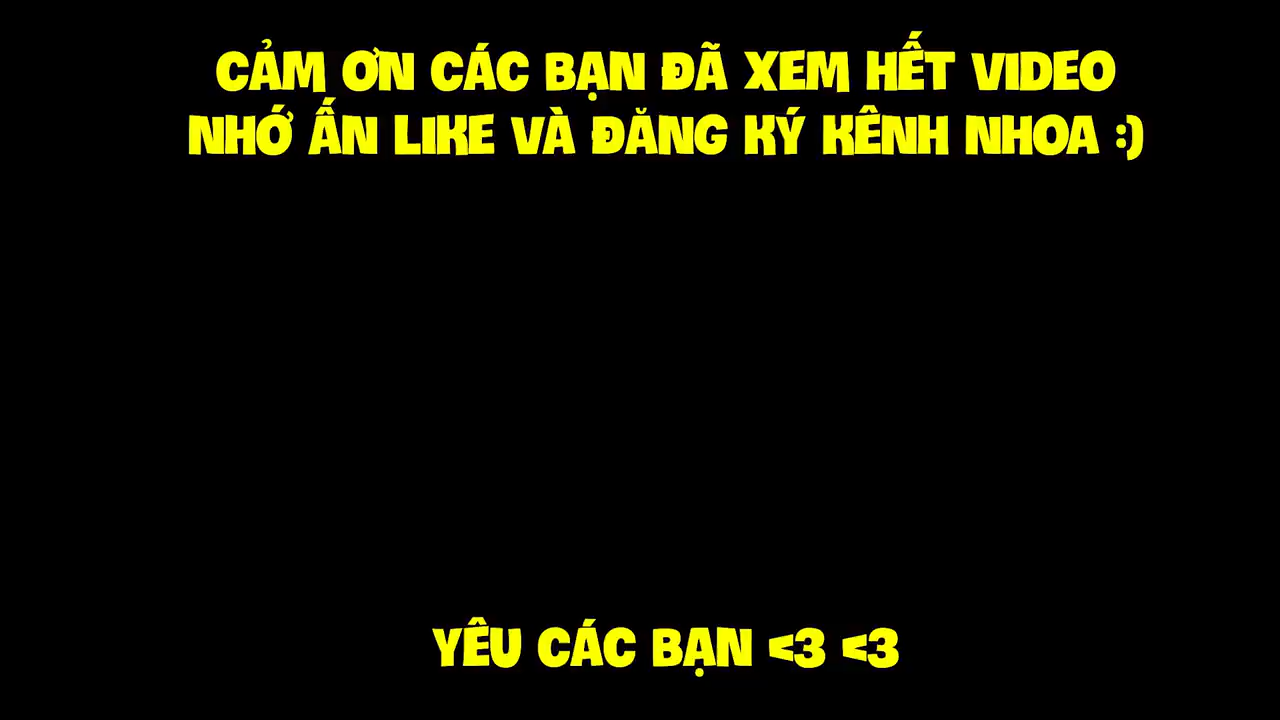 CẢM ƠN CÁC BẠN ĐÃ XEM HẾT VIDEO
NHỚ ẤN LIKE VÀ ĐĂNG KÝ KÊNH NHOA :)
YÊU CÁC BẠN <3 <3